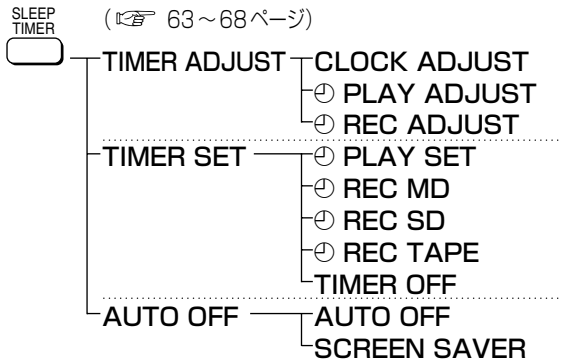 SLEEP
TIMER
(☞ 63～68ページ)
TIMER ADJUST CLOCK ADJUST
PLAY ADJUST
REC ADJUST
TIMER SET PLAY SET
REC MD
REC SD
REC TAPE
TIMER OFF
AUTO OFF AUTO OFF
SCREEN SAVER